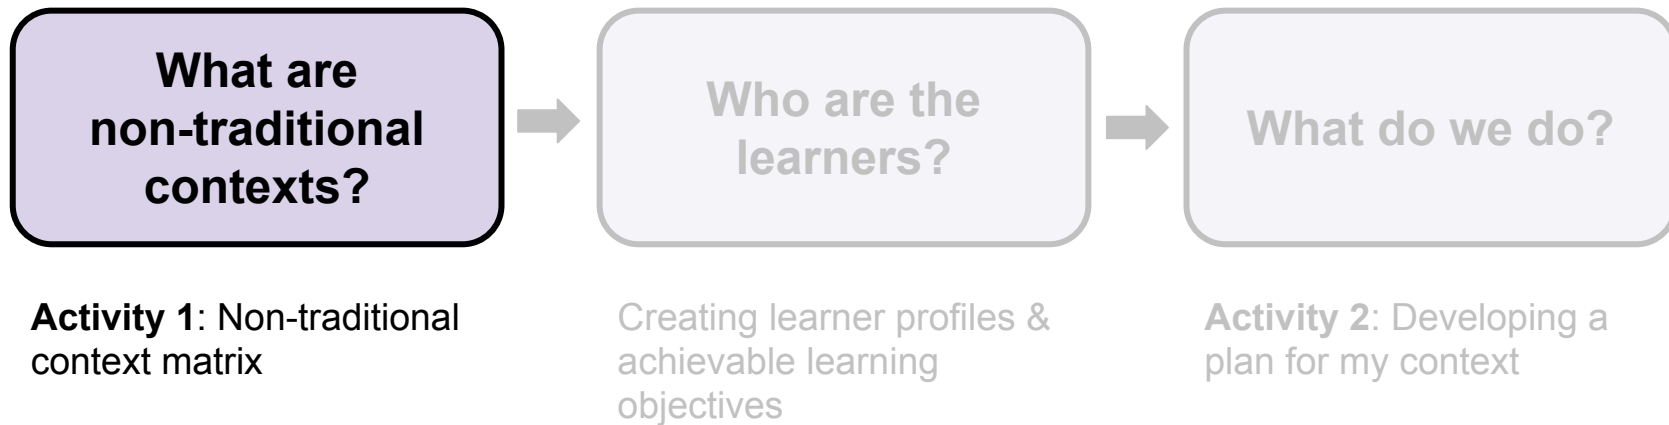 What are
non-traditional
contexts?
Who are the
learners?
What do we do?
Activity 1: Non-traditional
context matrix
Creating learner profiles &
achievable learning
objectives
Activity 2: Developing a
plan for my context